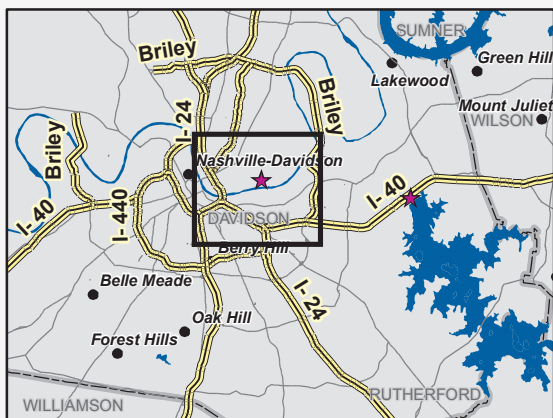 SUMNER
Briley
Green Hill
Lakewood
Briley
I-24
Mount Juliet
WILSON
Briley
Nashville-Davidson
I-40
I-440
DAVIDSON
I-40
Berry Hill
Belle Meade
I-24
Oak Hill
Forest Hills
RUTHERFORD
WILLIAMSON